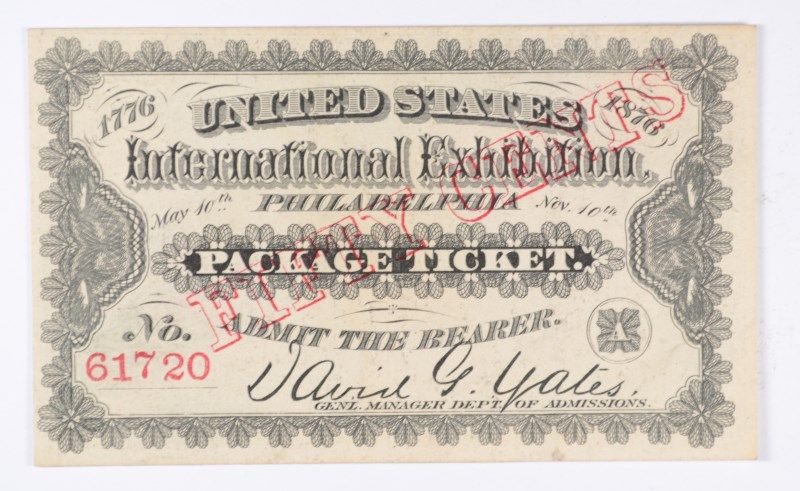 1776 UNITED STATES 1876
International Exhibition,
May 10th PHILADELPHIA Nov. 10th
PACKAGE TICKET.
FIFTY CENTS
No. ADMIT THE BEARER. A
61720
David G. Yates,
GENL. MANAGER DEPT. OF ADMISSIONS.